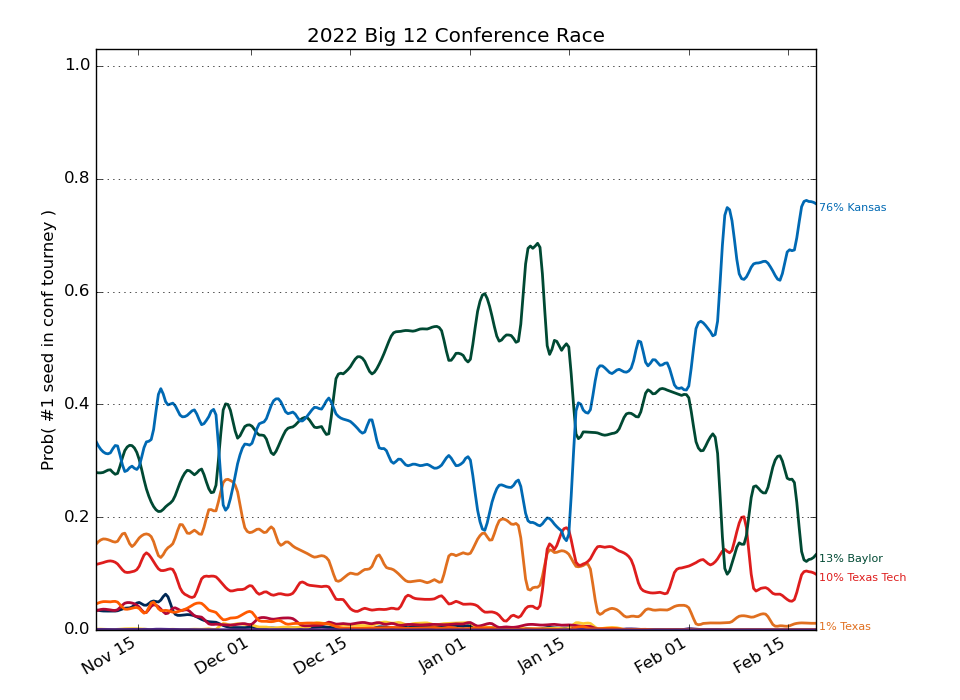 2022 Big 12 Conference Race
Prob( #1 seed in conf tourney )
1.0
0.8
0.6
0.4
0.2
0.0
Nov 15
Dec 01
Dec 15
Jan 01
Jan 15
Feb 01
Feb 15
76% Kansas
13% Baylor
10% Texas Tech
1% Texas